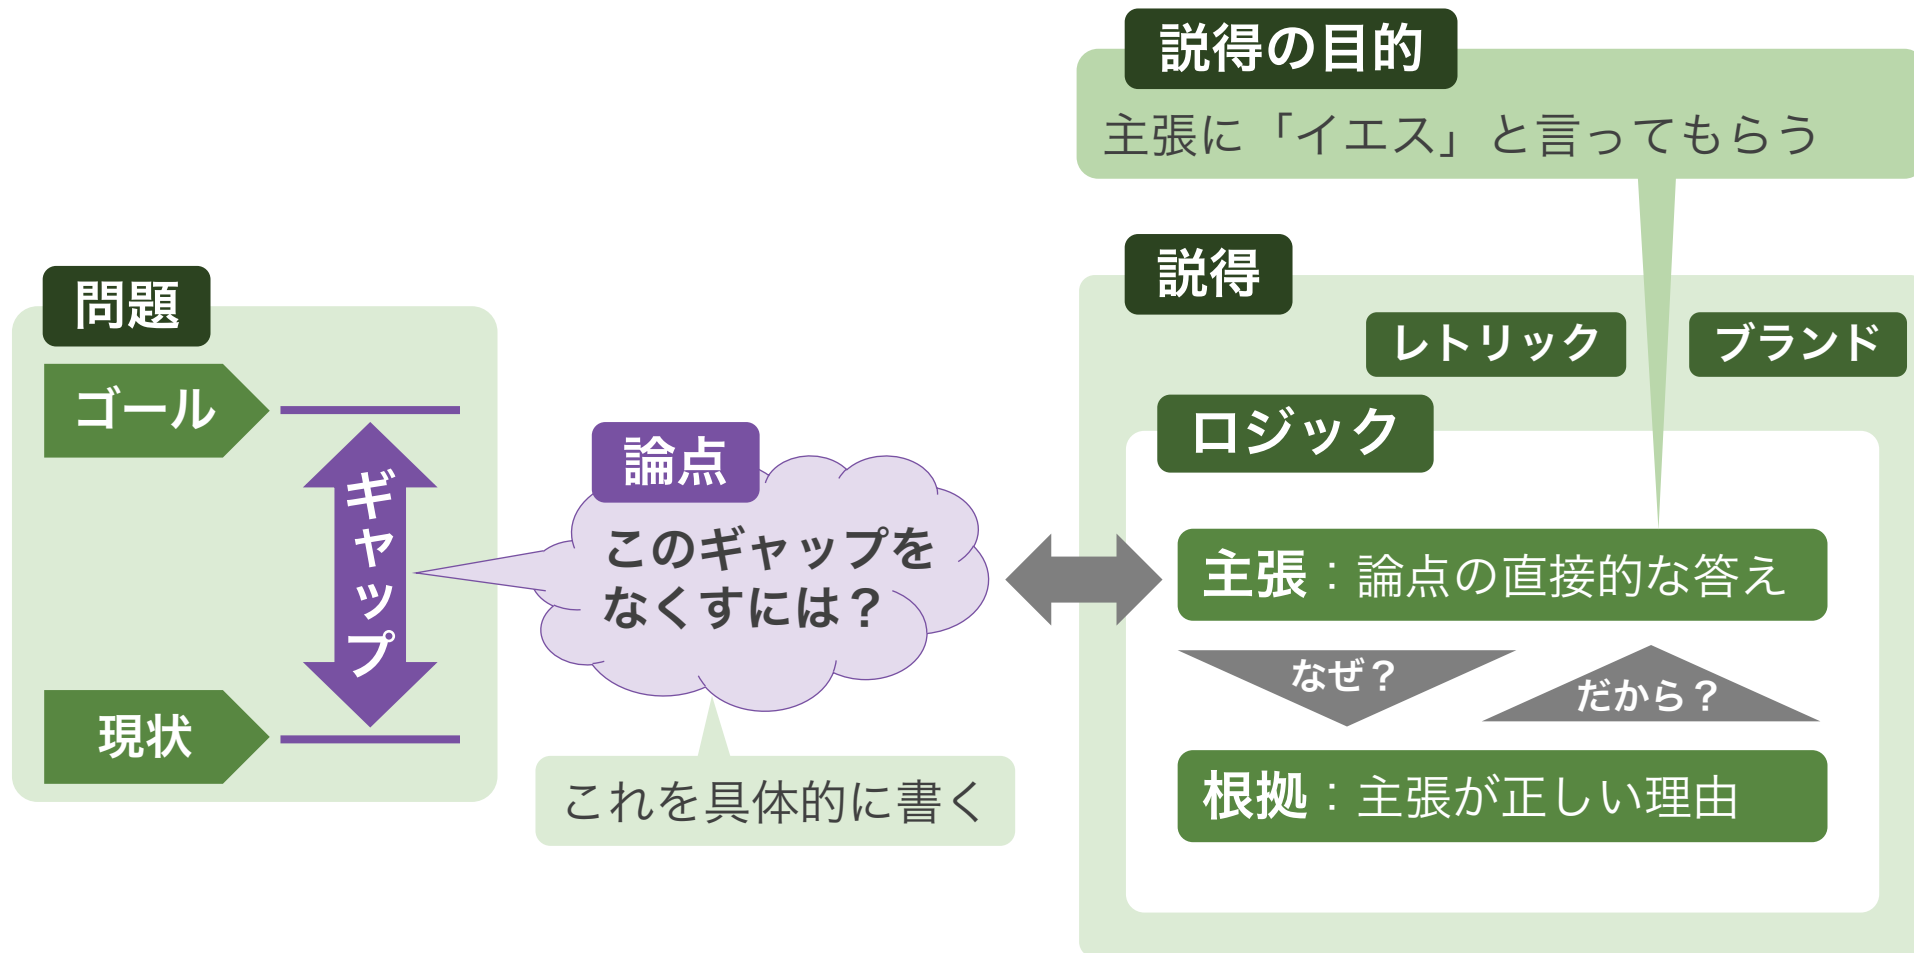 説得の目的
主張に「イエス」と言ってもらう
問題
ゴール
ギャップ
現状
論点
このギャップを
なくすには？
これを具体的に書く
説得
レトリック
ブランド
ロジック
主張：論点の直接的な答え
なぜ？
だから？
根拠：主張が正しい理由